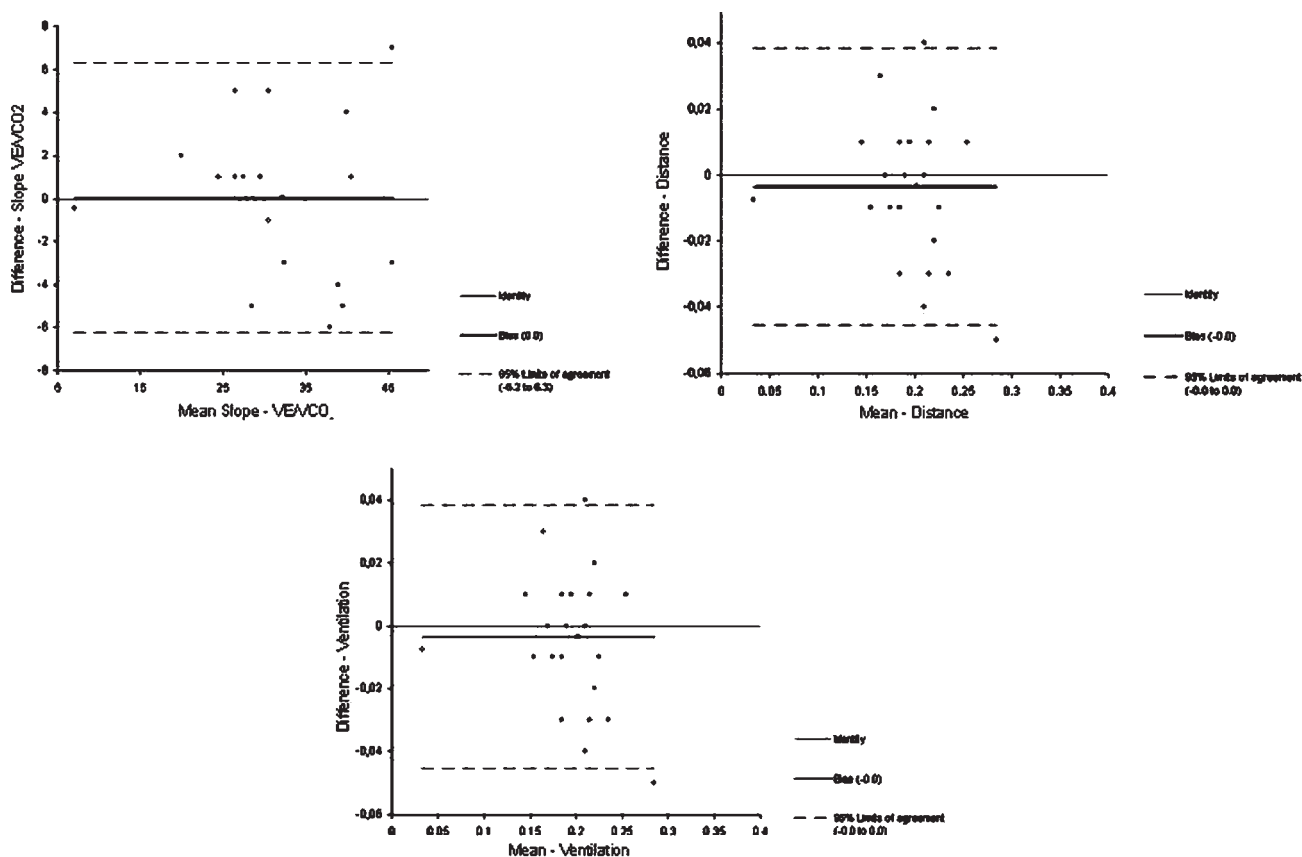 8
6
4
2
0
-2
-4
-6
-8
Difference - Slope VE/VCO2
5
15
25
35
45
Mean Slope - VE/VCO2
Identity
Bias (0.0)
95% Limits of agreement
(-6.2 to 6.3)
0,04
0,02
0
-0,02
-0,04
-0,06
Difference - Distance
0
0.05
0.1
0.15
0.2
0.25
0.3
0.35
0.4
Mean - Distance
Identity
Bias (-0.0)
95% Limits of agreement
(-0.0 to 0.0)
0,04
0,02
0
-0,02
-0,04
-0,06
Difference - Ventilation
0
0.05
0.1
0.15
0.2
0.25
0.3
0.35
0.4
Mean - Ventilation
Identity
Bias (-0.0)
95% Limits of agreement
(-0.0 to 0.0)